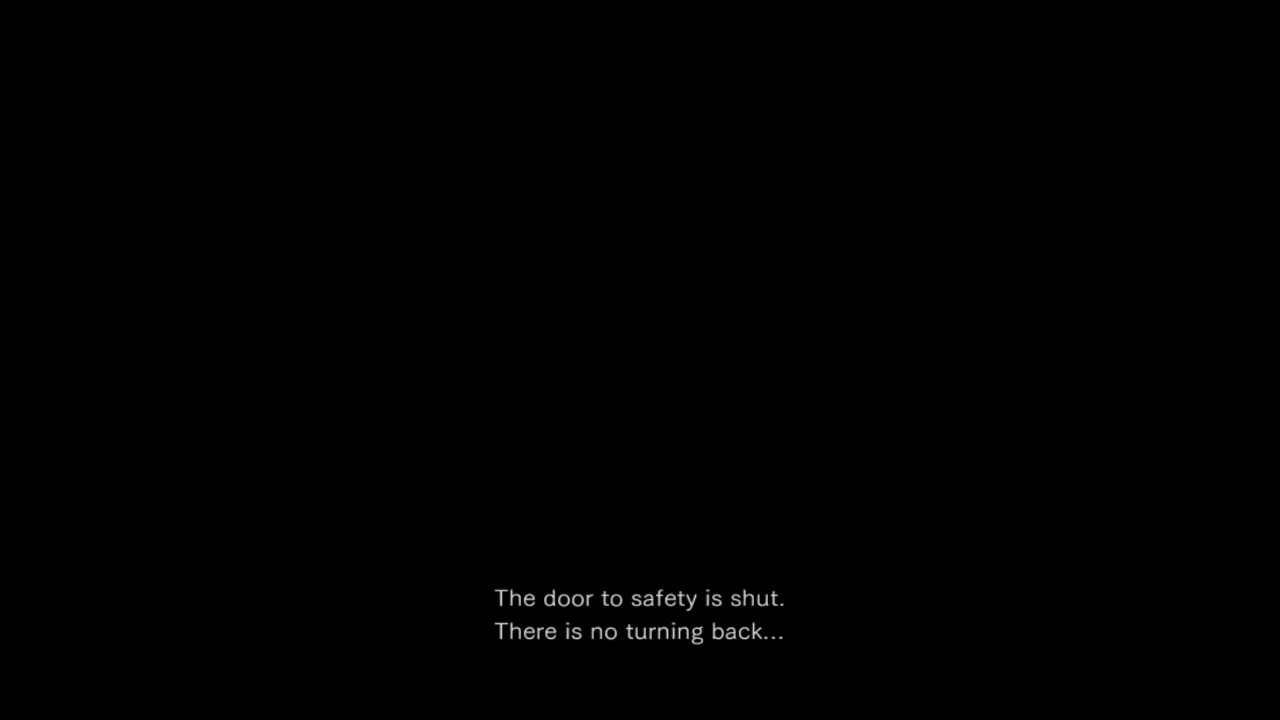 The door to safety is shut.
There is no turning back...